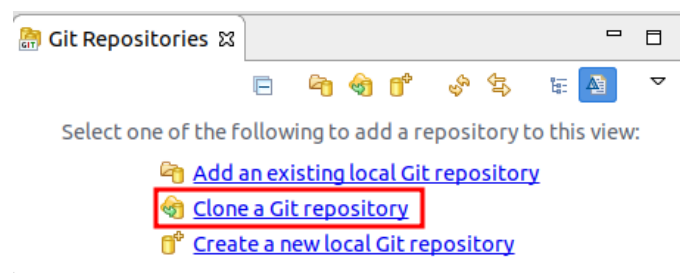 GIT Git Repositories
Select one of the following to add a repository to this view:
Add an existing local Git repository
Clone a Git repository
Create a new local Git repository